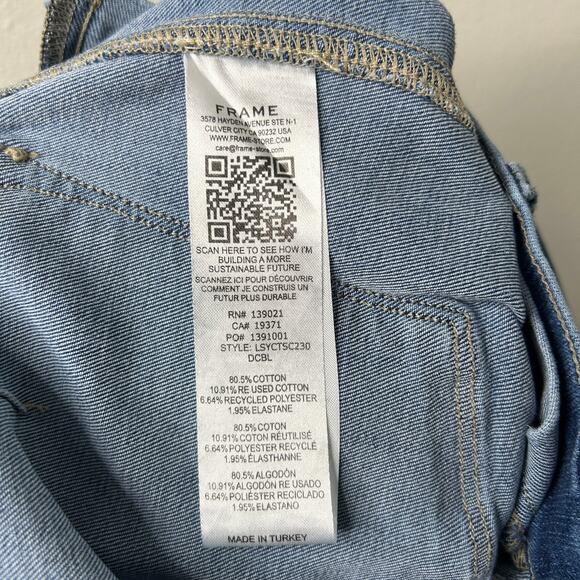 FRAME
3578 HAYDEN AVENUE STE N-1
CULVER CITY CA 90232 USA
WWW.FRAME-STORE.COM
care@frame-store.com
SCAN HERE TO SEE HOW I'M
BUILDING A MORE
SUSTAINABLE FUTURE
SCANNEZ ICI POUR DÉCOUVRIR
COMMENT JE CONSTRUIS UN
FUTUR PLUS DURABLE
RN# 139021
CA# 19371
PO# 1391001
STYLE: LSYCTSC230
DCBL
80.5%COTTON
10.91%RE USED COTTON
6.64%RECYCLED POLYESTER
1.95% ELASTANE
80.5%COTON
10.91%COTON RÉUTILISÉ
6.64%POLYESTER RECYCLÉ
1.95% ÉLASTHANNE
80.5%ALGODÓN
10.91%ALGODÓN RE USADO
6.64%POLIÉSTER RECICLADO
1.95%ELASTANO
MADE IN TURKEY